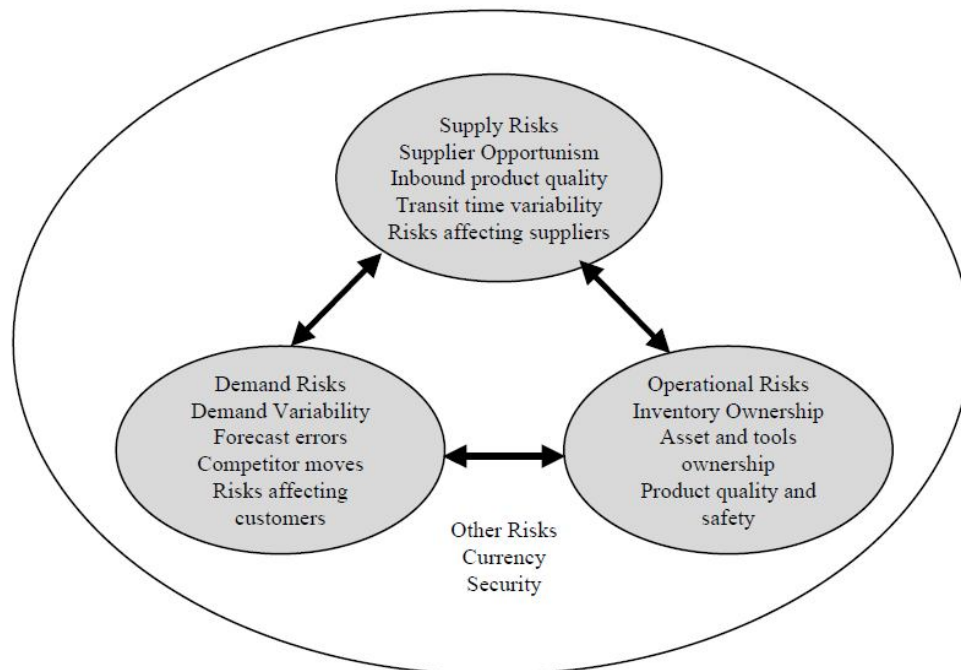 Supply Risks
Supplier Opportunism
Inbound product quality
Transit time variability
Risks affecting suppliers
Demand Risks
Demand Variability
Forecast errors
Competitor moves
Risks affecting
customers
Operational Risks
Inventory Ownership
Asset and tools
ownership
Product quality and
safety
Other Risks
Currency
Security